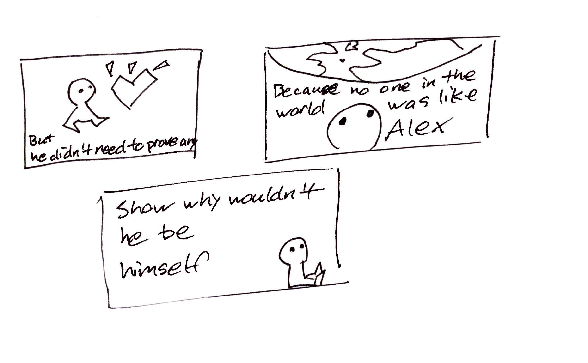 But
he didn't need to prove any
Because no one in the
world was like
Alex
Show why wouldn't
he be
himself